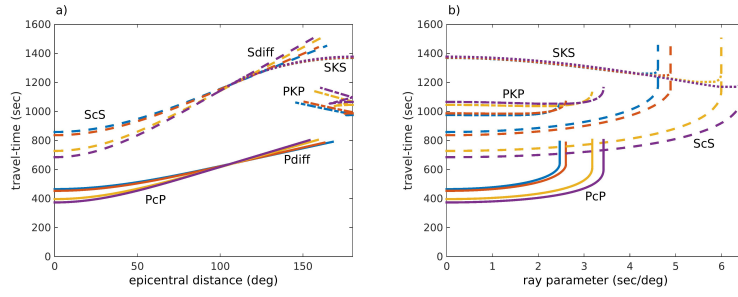 a)
1600
1400
1200
1000
800
600
400
200
0
travel-time (sec)
Sdiff
SKS
PKP
ScS
Pdiff
PcP
0
50
100
150
epicentral distance (deg)
b)
1600
1400
1200
1000
800
600
400
200
0
travel-time (sec)
SKS
PKP
ScS
PcP
0
1
2
3
4
5
6
ray parameter (sec/deg)